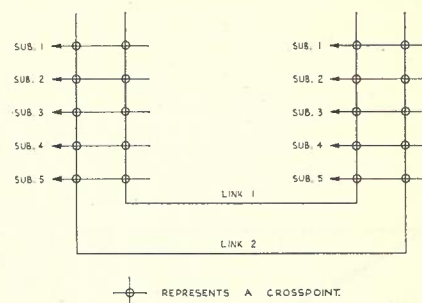 SUB. 1 SUB. 1
SUB. 2 SUB. 2
SUB. 3 SUB. 3
SUB. 4 SUB. 4
SUB. 5 SUB. 5
LINK 1
LINK 2
REPRESENTS A CROSSPOINT.